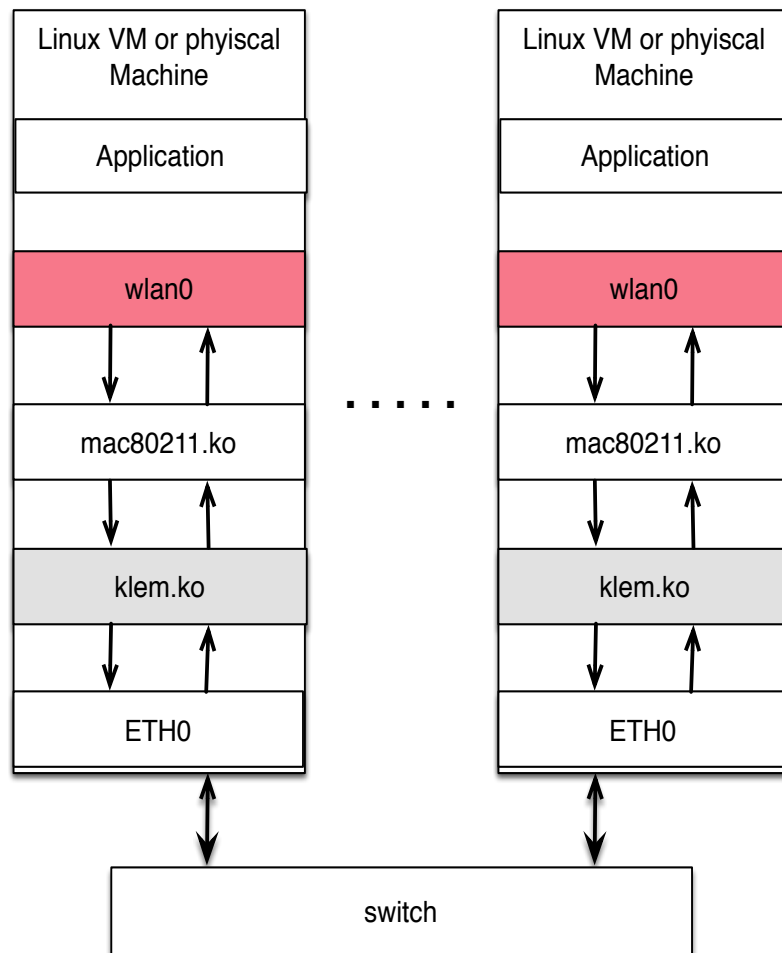 Linux VM or phyiscal
Machine
Application
wlan0
mac80211.ko
klem.ko
ETH0
. . . . .
Linux VM or phyiscal
Machine
Application
wlan0
mac80211.ko
klem.ko
ETH0
switch